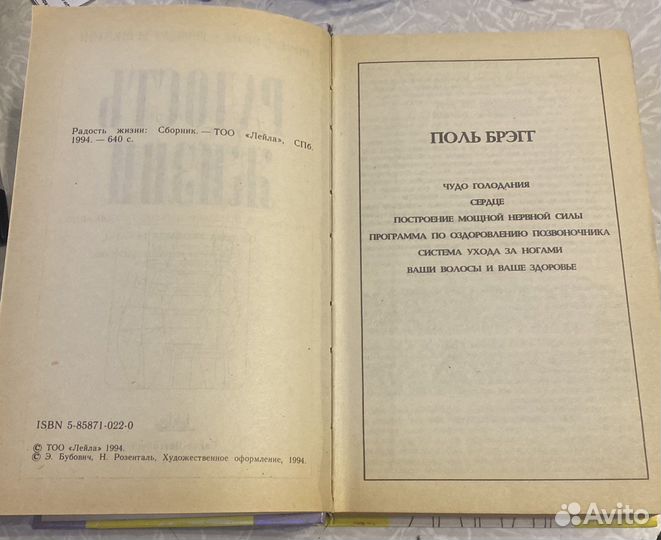 Радость жизни: Сборник. — ТОО «Лейла», СПб.
1994. — 640 с.
ISBN 5-85871-022-0
© ТОО «Лейла» 1994.
© Э. Бубович, Н. Розенталь, Художественное оформление, 1994.
ПОЛЬ БРЭГГ
ЧУДО ГОЛОДАНИЯ
СЕРДЦЕ
ПОСТРОЕНИЕ МОЩНОЙ НЕРВНОЙ СИЛЫ
ПРОГРАММА ПО ОЗДОРОВЛЕНИЮ ПОЗВОНОЧНИКА
СИСТЕМА УХОДА ЗА НОГАМИ
ВАШИ ВОЛОСЫ И ВАШЕ ЗДОРОВЬЕ
Avito